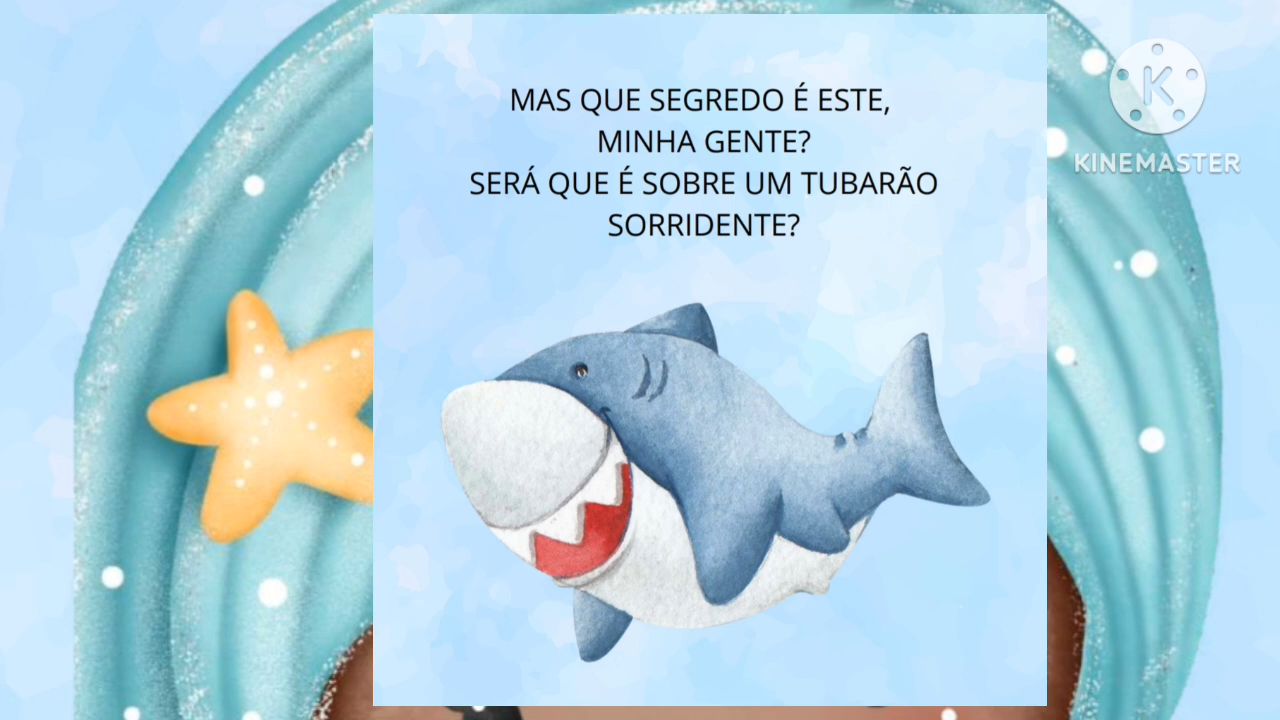 MAS QUE SEGREDO É ESTE,
MINHA GENTE?
SERÁ QUE É SOBRE UM TUBARÃO
SORRIDENTE?
K
KINEMASTER